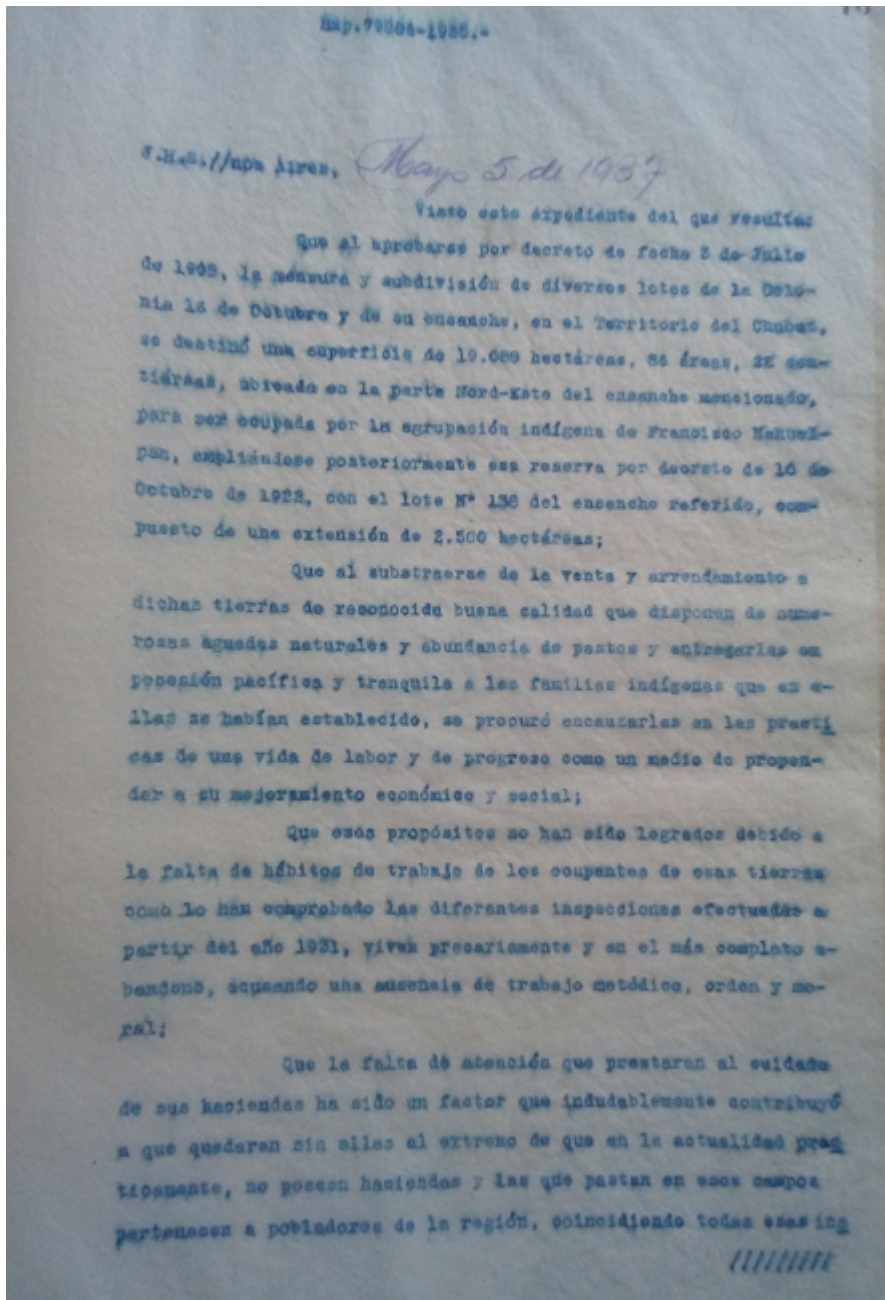 Exp.79804-1935.-
J.M.S.//nos Aires, Mayo 5 de 1937
Visto este expediente del que resulta:
Que al aprobarse por decreto de fecha 3 de Julio
de 1908, la mensura y subdivisión de diversos lotes de la Colo-
nia 16 de Octubre y de su ensanche, en el Territorio del Chubut,
se destinó una superficie de 19.068 hectáreas, 86 áreas, 22 cen-
tiáreas, ubicada en la parte Nord-Este del ensanche mencionado,
para ser ocupada por la agrupación indígena de Francisco Nahuel-
pan, ampliándose posteriormente esa reserva por decreto de 16 de
Octubre de 1922, con el lote Nº 136 del ensanche referido, com-
puesto de una extensión de 2.500 hectáreas;
Que al substraerse de la venta y arrendamiento a
dichas tierras de reconocida buena calidad que disponen de nume-
rosas aguadas naturales y abundancia de pastos y entregarlas en
posesión pacífica y tranquila a las familias indígenas que en e-
llas se habían establecido, se procuró encauzarlas en las practi
cas de una vida de labor y de progreso como un medio de propen-
der a su mejoramiento económico y social;
Que esos propósitos no han sido logrados debido a
la falta de hábitos de trabajo de los ocupantes de esas tierras
como lo han comprobado las diferentes inspecciones efectuadas a
partir del año 1931, viven precariamente y en el más completo a-
bandono, acusando una ausencia de trabajo metódico, orden y mo-
ral;
Que la falta de atención que prestaran al cuidado
de sus haciendas ha sido un factor que indudablemente contribuyó
a que quedaran sin ellas al extremo de que en la actualidad prac
ticamente, no poseen haciendas y las que pastan en esos campos
pertenecen a pobladores de la región, coincidiendo todas esas ins
//////////